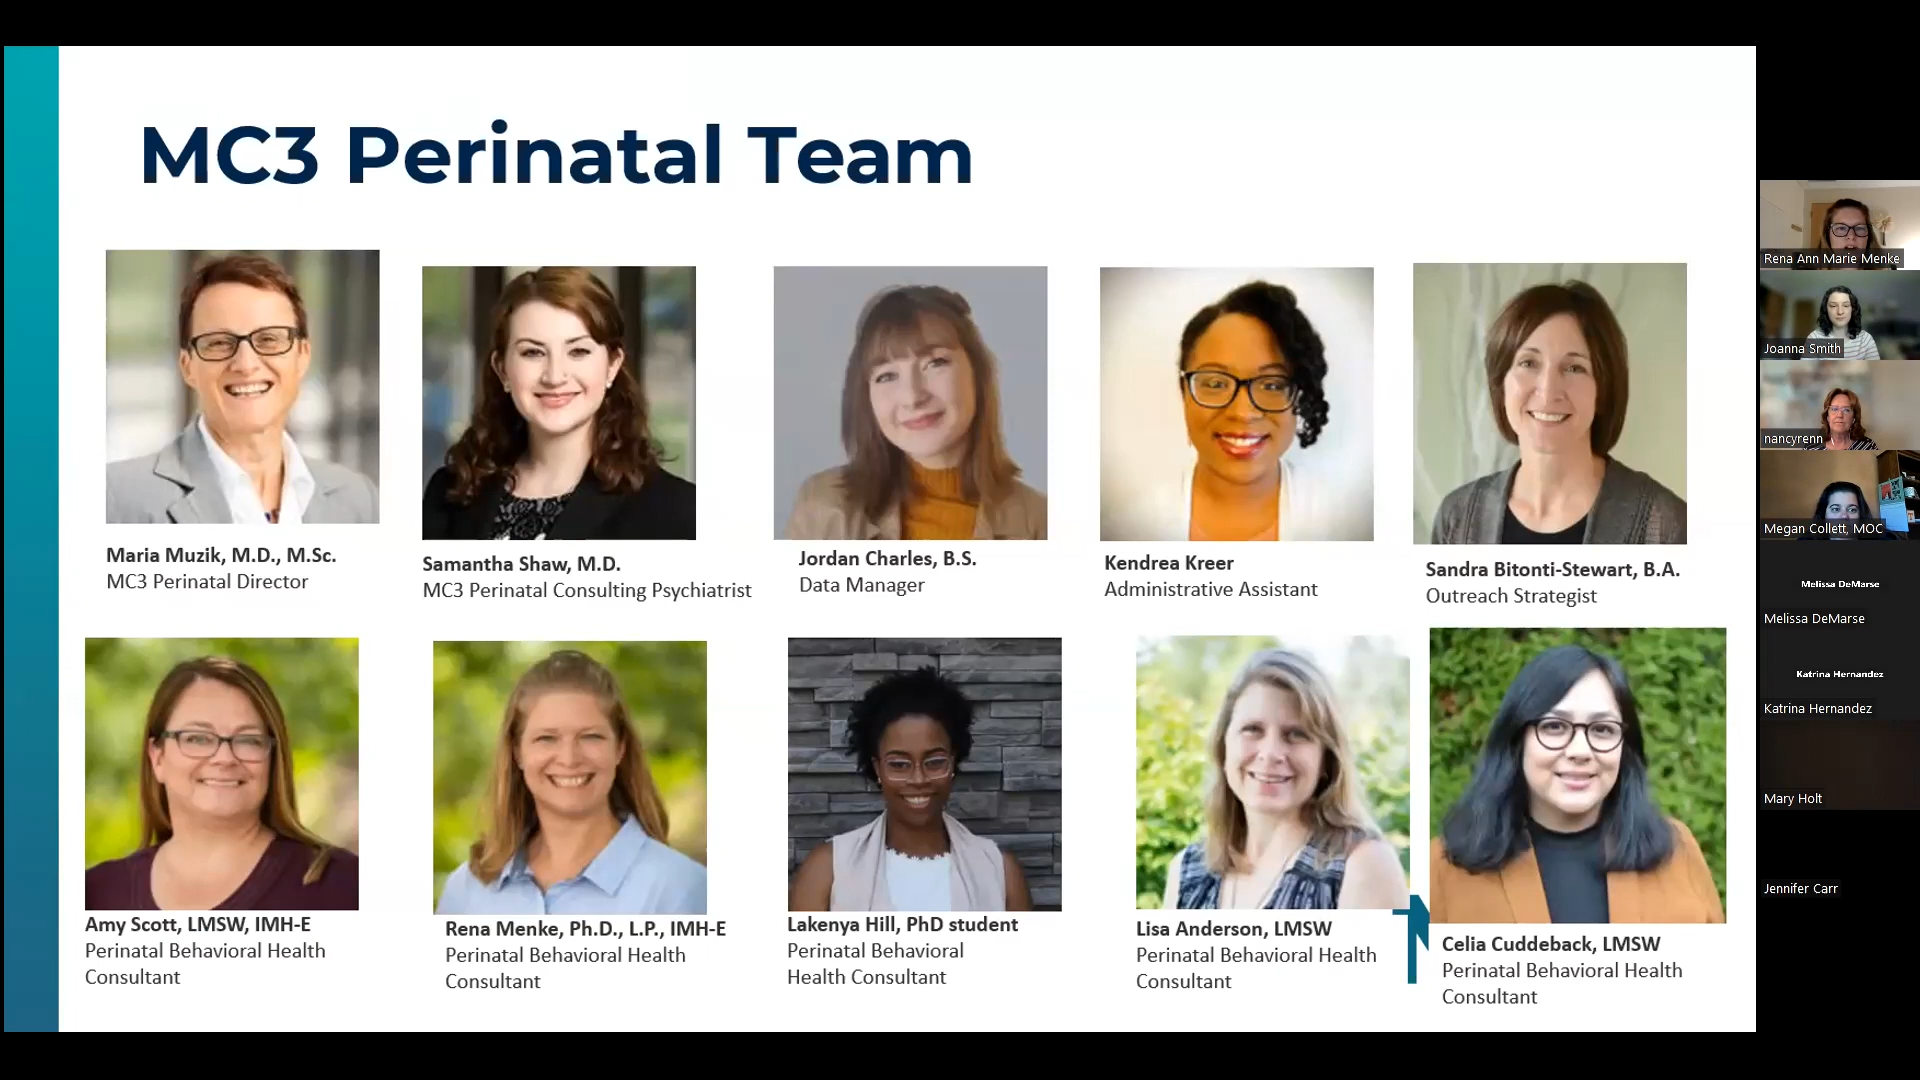 MC3 Perinatal Team
Maria Muzik, M.D., M.Sc.
MC3 Perinatal Director
Samantha Shaw, M.D.
MC3 Perinatal Consulting Psychiatrist
Jordan Charles, B.S.
Data Manager
Kendrea Kreer
Administrative Assistant
Sandra Bitonti-Stewart, B.A.
Outreach Strategist
Amy Scott, LMSW, IMH-E
Perinatal Behavioral Health
Consultant
Rena Menke, Ph.D., L.P., IMH-E
Perinatal Behavioral Health
Consultant
Lakenya Hill, PhD student
Perinatal Behavioral
Health Consultant
Lisa Anderson, LMSW
Perinatal Behavioral Health
Consultant
Celia Cuddeback, LMSW
Perinatal Behavioral Health
Consultant
Rena Ann Marie Menke
Joanna Smith
nancyrenn
Megan Collett, MOC
Melissa DeMarse
Melissa DeMarse
Katrina Hernandez
Katrina Hernandez
Mary Holt
Jennifer Carr